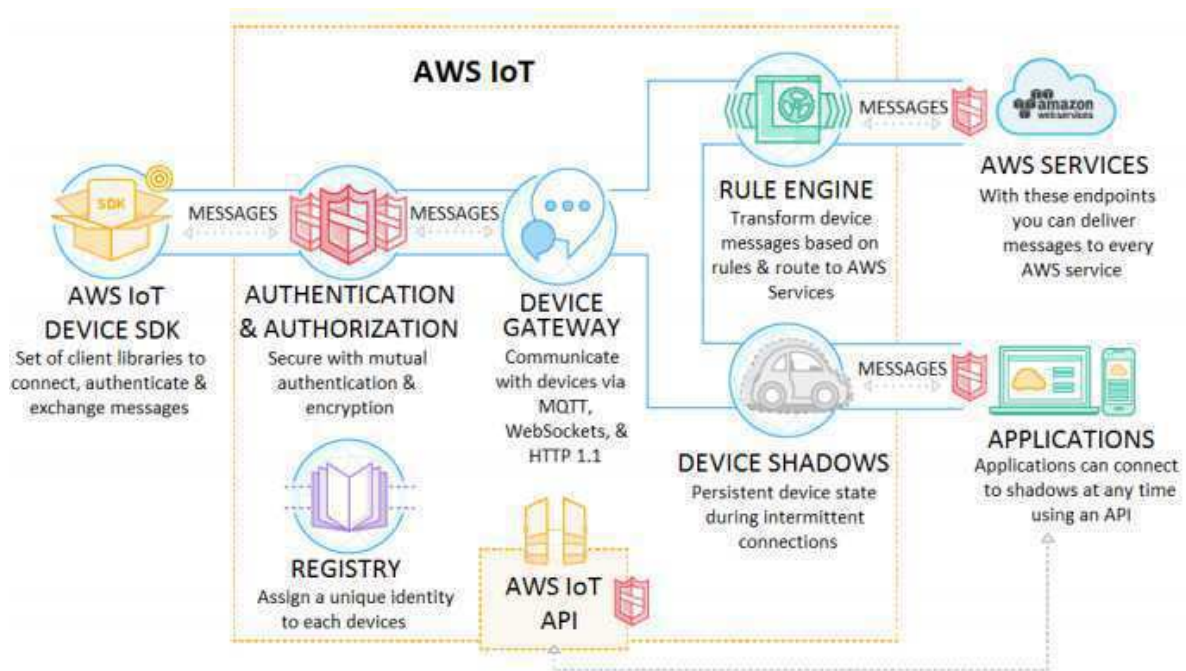 AWS IoT
SDK
MESSAGES
MESSAGES
MESSAGES
amazon
webservices
AWS IoT
DEVICE SDK
Set of client libraries to
connect, authenticate &
exchange messages
AUTHENTICATION
& AUTHORIZATION
Secure with mutual
authentication &
encryption
DEVICE
GATEWAY
Communicate
with devices via
MQTT,
WebSockets, &
HTTP 1.1
RULE ENGINE
Transform device
messages based on
rules & route to AWS
Services
AWS SERVICES
With these endpoints
you can deliver
messages to every
AWS service
MESSAGES
REGISTRY
Assign a unique identity
to each devices
AWS IoT
API
DEVICE SHADOWS
Persistent device state
during intermittent
connections
APPLICATIONS
Applications can connect
to shadows at any time
using an API